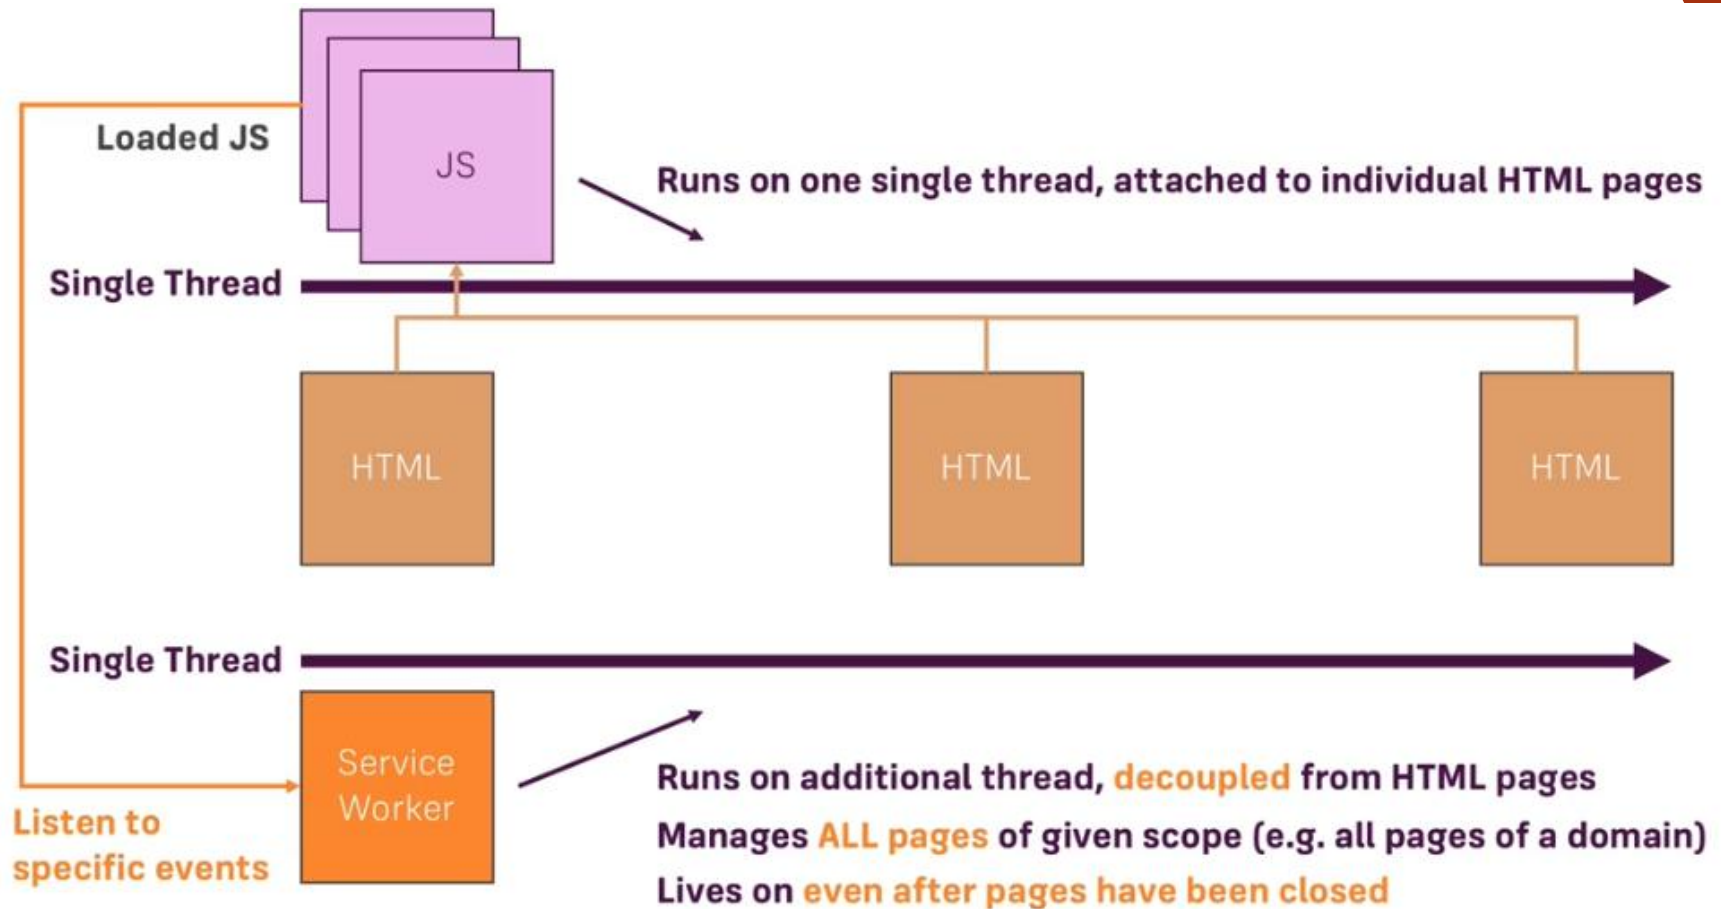 Loaded JS
JS
Runs on one single thread, attached to individual HTML pages
Single Thread
HTML
HTML
HTML
Single Thread
Service
Worker
Listen to
specific events
Runs on additional thread, decoupled from HTML pages
Manages ALL pages of given scope (e.g. all pages of a domain)
Lives on even after pages have been closed